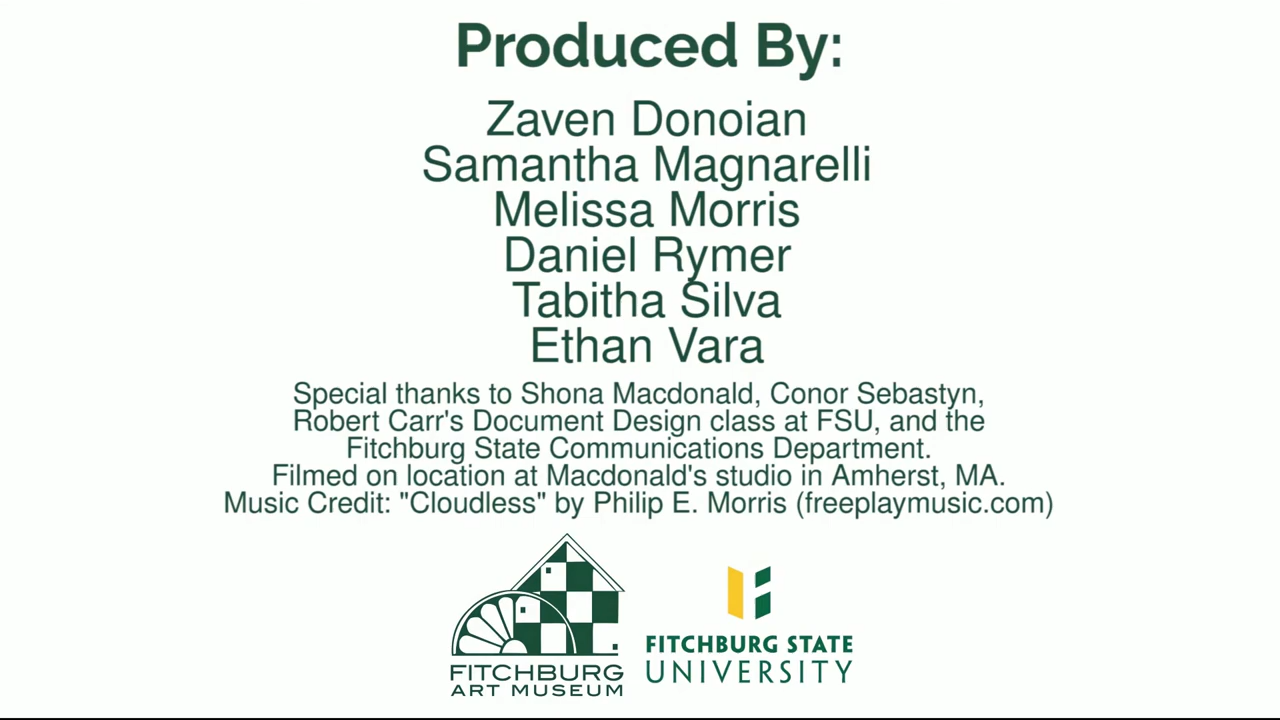 Produced By:
Zaven Donoian
Samantha Magnarelli
Melissa Morris
Daniel Rymer
Tabitha Silva
Ethan Vara
Special thanks to Shona Macdonald, Conor Sebastyn,
Robert Carr's Document Design class at FSU, and the
Fitchburg State Communications Department.
Filmed on location at Macdonald's studio in Amherst, MA.
Music Credit: "Cloudless" by Philip E. Morris (freeplaymusic.com)
FITCHBURG
ART MUSEUM
FITCHBURG STATE
UNIVERSITY